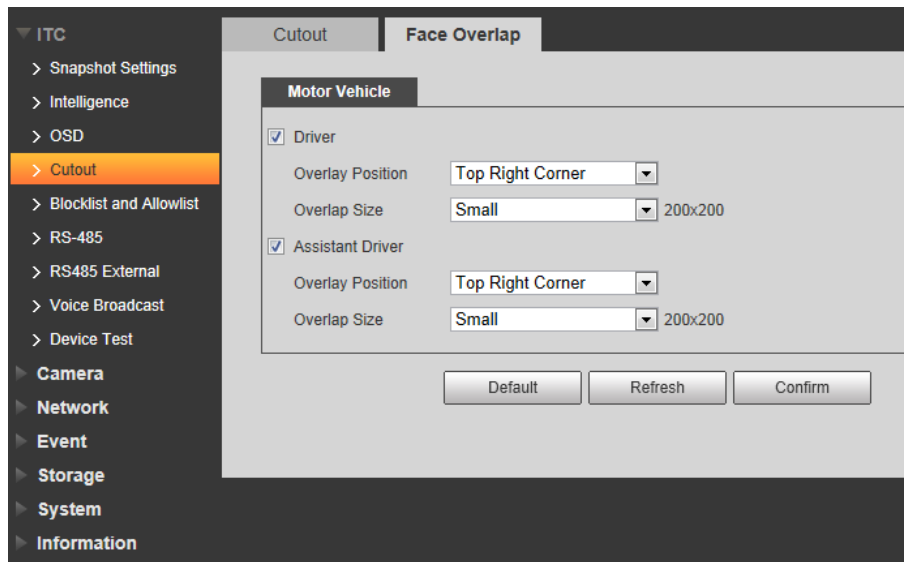 ITC
Snapshot Settings
Intelligence
OSD
Cutout
Blocklist and Allowlist
RS-485
RS485 External
Voice Broadcast
Device Test
Camera
Network
Event
Storage
System
Information
Cutout Face Overlap
Motor Vehicle
Driver
Overlay Position Top Right Corner
Overlap Size Small 200x200
Assistant Driver
Overlay Position Top Right Corner
Overlap Size Small 200x200
Default Refresh Confirm